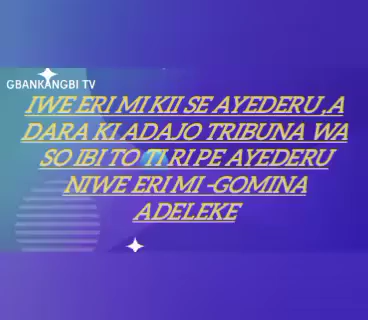 GBANKANGBI TV
IWE ERI MI KII SE AYEDERU ,A
DARA KI ADAJO TRIBUNA WA
SO IBI TO TI RI PE AYEDERU
NIWE ERI MI -GOMINA
ADELEKE